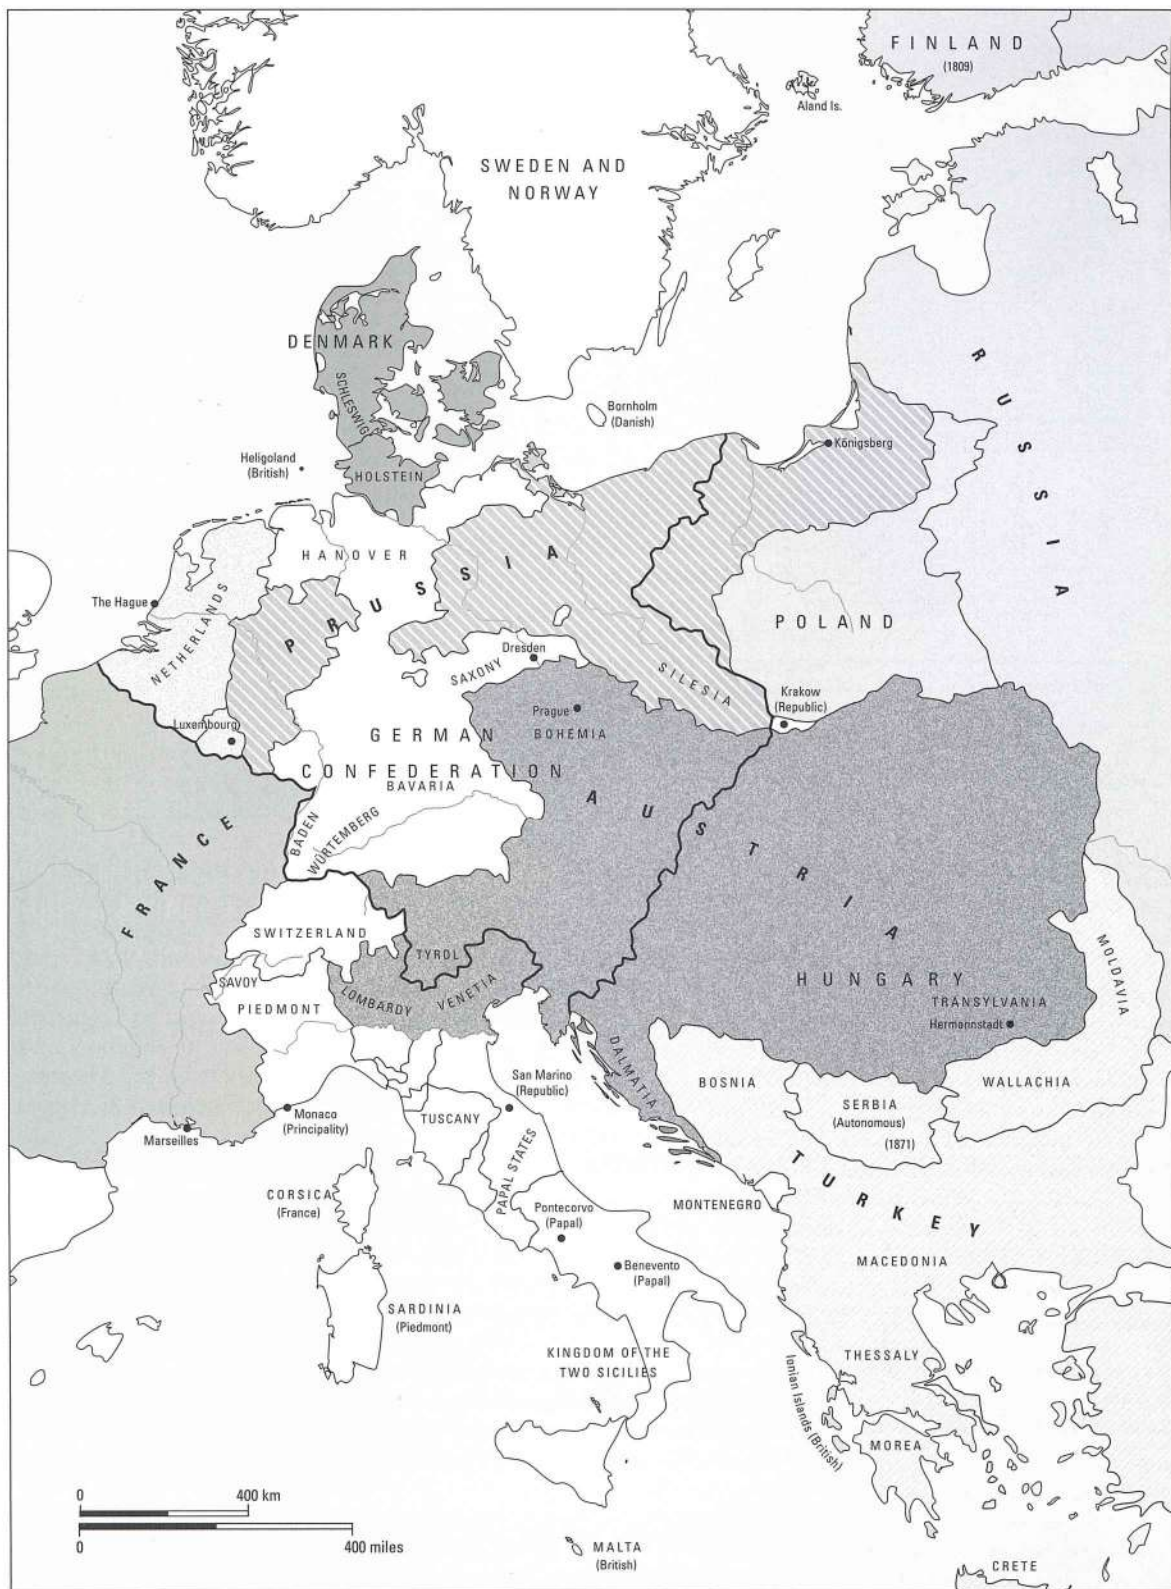 FINLAND
(1809)
Aland Is.
SWEDEN AND
NORWAY
DENMARK
SCHLESWIG
HOLSTEIN
Bornholm
(Danish)
Heligoland
(British)
Königsberg
RUSSIA
HANOVER
PRUSSIA
The Hague
NETHERLANDS
POLAND
Dresden
SAXONY
SILESIA
Krakow
(Republic)
Luxembourg
Prague
BOHEMIA
GERMAN
CONFEDERATION
BAVARIA
BADEN
WÜRTEMBERG
FRANCE
AUSTRIA
SWITZERLAND
TYROL
SAVOY
PIEDMONT
LOMBARDY
VENETIA
HUNGARY
TRANSYLVANIA
Hermannstadt
MOLDAVIA
DALMATIA
BOSNIA
SERBIA
(Autonomous)
(1871)
WALLACHIA
San Marino
(Republic)
Monaco
(Principality)
Marseilles
TUSCANY
PAPAL STATES
CORSICA
(France)
Pontecorvo
(Papal)
Benevento
(Papal)
MONTENEGRO
TURKEY
MACEDONIA
SARDINIA
(Piedmont)
KINGDOM OF THE
TWO SICILIES
THESSALY
Ionian Islands (British)
MOREA
0 400 km
0 400 miles
MALTA
(British)
CRETE